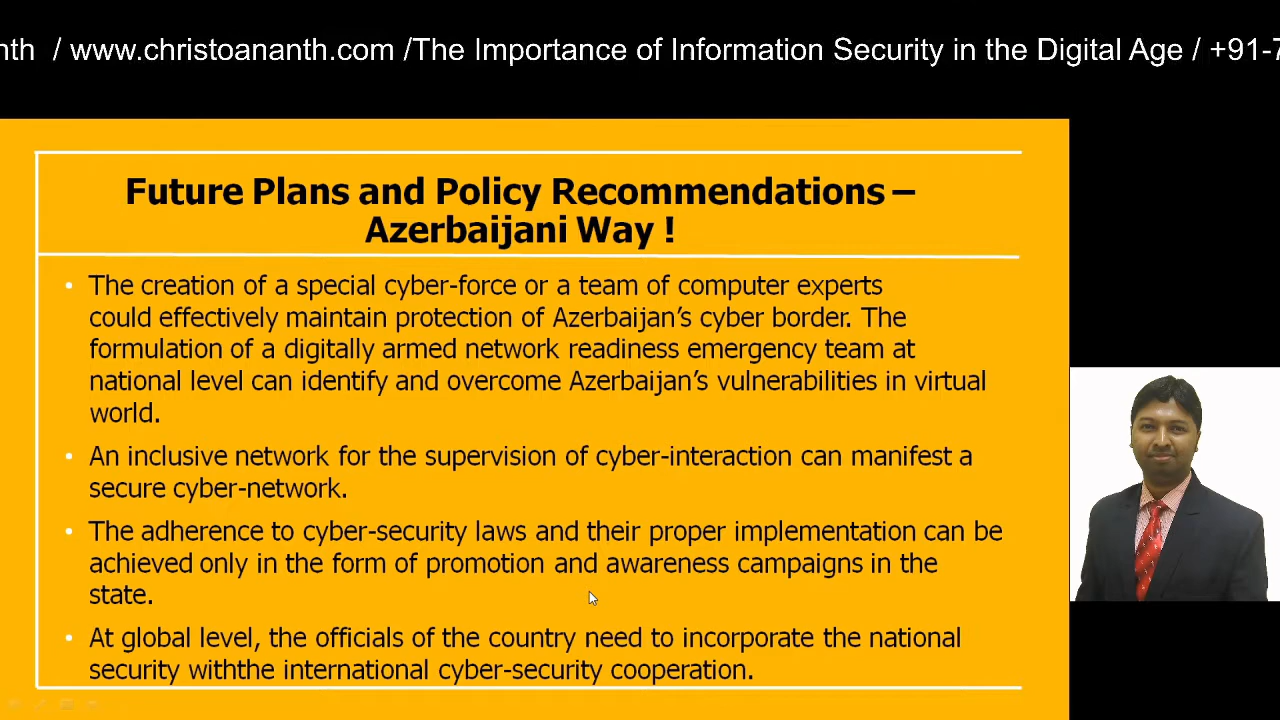 nth / www.christoananth.com /The Importance of Information Security in the Digital Age / +91-7
Future Plans and Policy Recommendations –
Azerbaijani Way !
• The creation of a special cyber-force or a team of computer experts
could effectively maintain protection of Azerbaijan’s cyber border. The
formulation of a digitally armed network readiness emergency team at
national level can identify and overcome Azerbaijan’s vulnerabilities in virtual
world.
• An inclusive network for the supervision of cyber-interaction can manifest a
secure cyber-network.
• The adherence to cyber-security laws and their proper implementation can be
achieved only in the form of promotion and awareness campaigns in the
state.
• At global level, the officials of the country need to incorporate the national
security withthe international cyber-security cooperation.